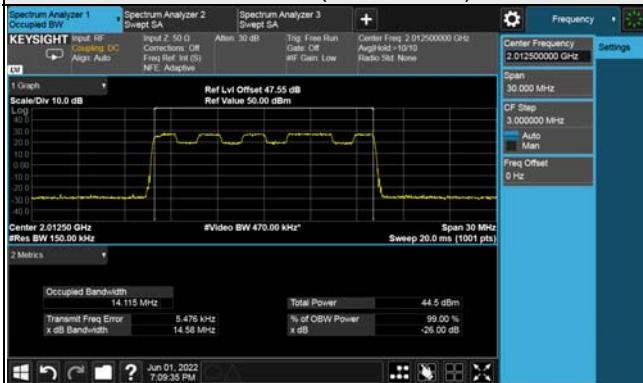 Spectrum Analyzer 1
Occupied BW
Spectrum Analyzer 2
Swept SA
Spectrum Analyzer 3
Swept SA
Frequency
KEYSIGHT
Input: RF
Coupling: DC
Align: Auto
Input Z: 50 Ω
Corrections: Off
Freq Ref: Int (S)
NFE: Adaptive
Atten: 30 dB
Trig: Free Run
Gate: Off
#IF Gain: Low
Center Freq: 2.012500000 GHz
Avg|Hold:>10/10
Radio Std: None
Center Frequency
2.012500000 GHz
Settings
Span
30.000 MHz
CF Step
3.000000 MHz
Auto
Man
Freq Offset
0 Hz
LXI
1 Graph
Scale/Div 10.0 dB
Ref Lvl Offset 47.55 dB
Ref Value 50.00 dBm
Log
40.0
30.0
20.0
10.0
0.00
-10.0
-20.0
-30.0
-40.0
Center 2.01250 GHz
#Res BW 150.00 kHz
#Video BW 470.00 kHz*
Span 30 MHz
Sweep 20.0 ms (1001 pts)
2 Metrics
Occupied Bandwidth
14.115 MHz
Total Power
44.5 dBm
Transmit Freq Error
5.476 kHz
% of OBW Power
99.00 %
x dB Bandwidth
14.58 MHz
x dB
-26.00 dB
Jun 01, 2022
7:09:35 PM